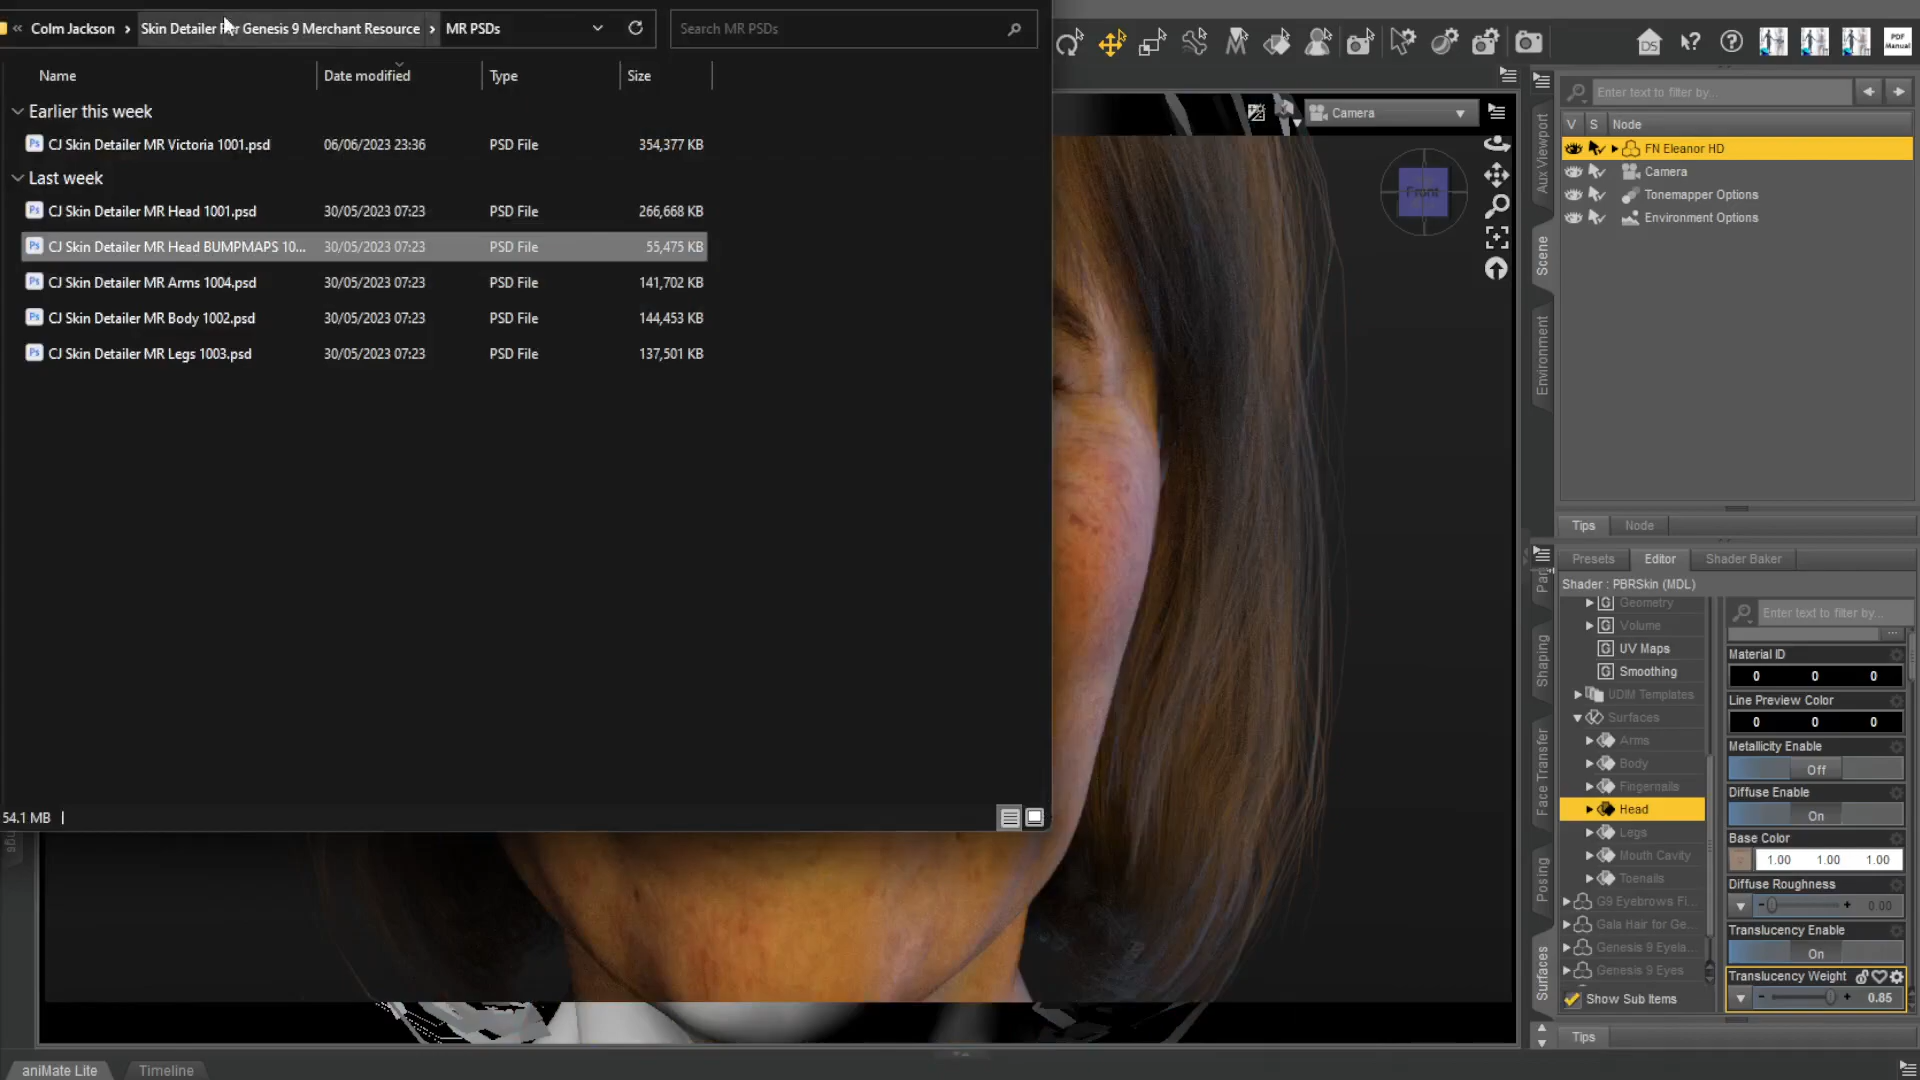 « Colm Jackson › Skin Detailer For Genesis 9 Merchant Resource › MR PSDs
Search MR PSDs
Name Date modified Type Size
Earlier this week
CJ Skin Detailer MR Victoria 1001.psd 06/06/2023 23:36 PSD File 354,377 KB
Last week
CJ Skin Detailer MR Head 1001.psd 30/05/2023 07:23 PSD File 266,668 KB
CJ Skin Detailer MR Head BUMPMAPS 10... 30/05/2023 07:23 PSD File 55,475 KB
CJ Skin Detailer MR Arms 1004.psd 30/05/2023 07:23 PSD File 141,702 KB
CJ Skin Detailer MR Body 1002.psd 30/05/2023 07:23 PSD File 144,453 KB
CJ Skin Detailer MR Legs 1003.psd 30/05/2023 07:23 PSD File 137,501 KB
54.1 MB
DS
PDF
Manual
Camera
Front
Aux Viewport
Scene
Environment
Enter text to filter by...
V S Node
FN Eleanor HD
Camera
Tonemapper Options
Environment Options
Tips Node
Shaping
Face Transfer
Posing
Surfaces
Presets Editor Shader Baker
Shader : PBRSkin (MDL)
Geometry
Volume
UV Maps
Smoothing
UDIM Templates
Surfaces
Arms
Body
Fingernails
Head
Legs
Mouth Cavity
Toenails
G9 Eyebrows Fi...
Gala Hair for Ge...
Genesis 9 Eyela...
Genesis 9 Eyes
Show Sub Items
Enter text to filter by...
Material ID
0 0 0
Line Preview Color
0 0 0
Metallicity Enable
Off
Diffuse Enable
On
Base Color
1.00 1.00 1.00
Diffuse Roughness
0.00
Translucency Enable
On
Translucency Weight
0.85
Tips
aniMate Lite Timeline